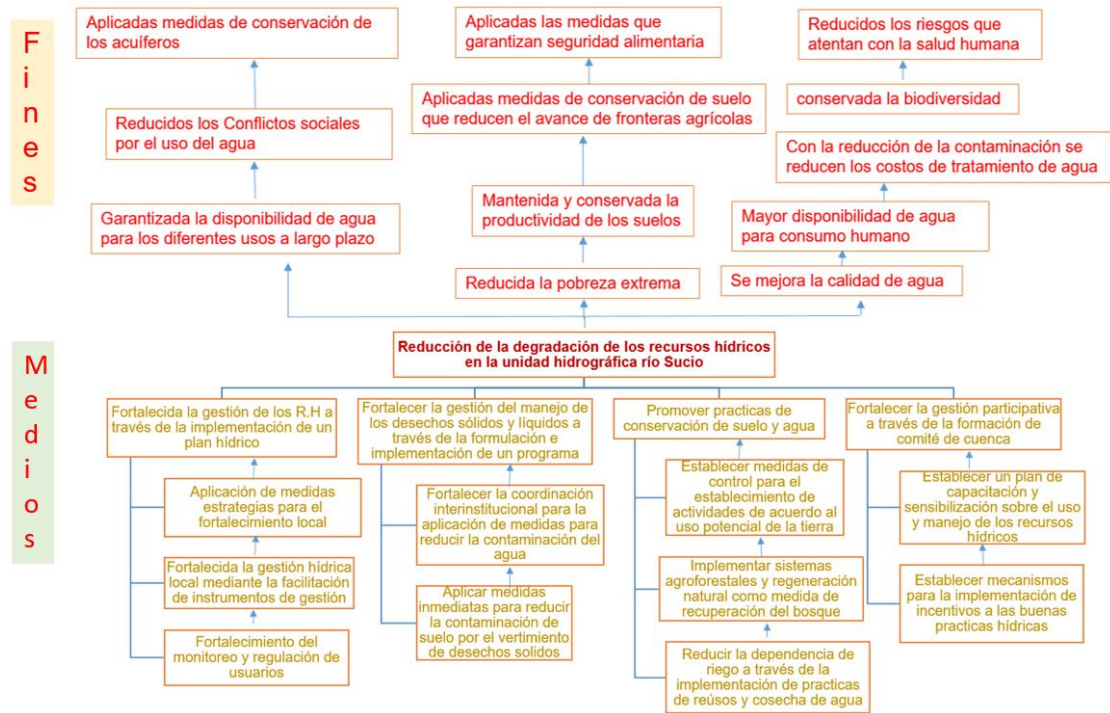 Fines
Aplicadas medidas de conservación de
los acuíferos
Aplicadas las medidas que
garantizan seguridad alimentaria
Reducidos los riesgos que
atentan con la salud humana
Reducidos los Conflictos sociales
por el uso del agua
Aplicadas medidas de conservación de suelo
que reducen el avance de fronteras agrícolas
conservada la biodiversidad
Con la reducción de la contaminación se
reducen los costos de tratamiento de agua
Garantizada la disponibilidad de agua
para los diferentes usos a largo plazo
Mantenida y conservada la
productividad de los suelos
Mayor disponibilidad de agua
para consumo humano
Reducida la pobreza extrema
Se mejora la calidad de agua
Medios
Reducción de la degradación de los recursos hídricos
en la unidad hidrográfica río Sucio
Fortalecida la gestión de los R.H a
través de la implementación de un
plan hídrico
Aplicación de medidas
estrategias para el
fortalecimiento local
Fortalecida la gestión hídrica
local mediante la facilitación
de instrumentos de gestión
Fortalecimiento del
monitoreo y regulación de
usuarios
Fortalecer la gestión del manejo de
los desechos sólidos y líquidos a
través de la formulación e
implementación de un programa
Fortalecer la coordinación
interinstitucional para la
aplicación de medidas para
reducir la contaminación del
agua
Aplicar medidas
inmediatas para reducir
la contaminación de
suelo por el vertimiento
de desechos solidos
Promover practicas de
conservación de suelo y agua
Establecer medidas de
control para el
establecimiento de
actividades de acuerdo al
uso potencial de la tierra
Implementar sistemas
agroforestales y regeneración
natural como medida de
recuperación del bosque
Reducir la dependencia de
riego a través de la
implementación de practicas
de reúsos y cosecha de agua
Fortalecer la gestión participativa
a través de la formación de
comité de cuenca
Establecer un plan de
capacitación y
sensibilización sobre el uso
y manejo de los recursos
hídricos
Establecer mecanismos
para la implementación de
incentivos a las buenas
practicas hídricas